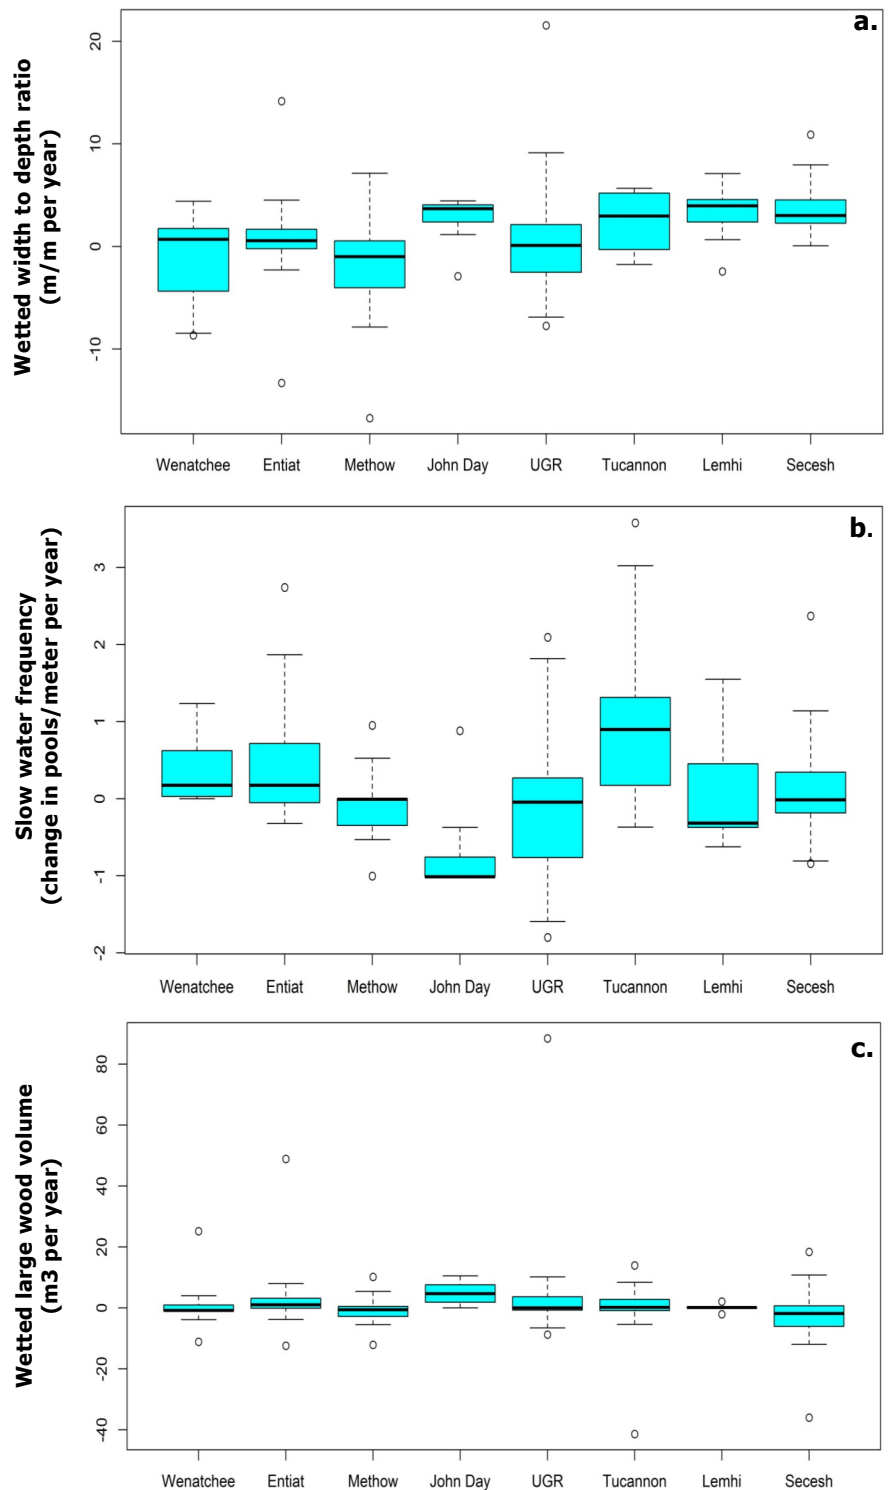 a.
Wetted width to depth ratio
(m/m per year)
20
10
0
-10
Wenatchee Entiat Methow John Day UGR Tucannon Lemhi Secesh
b.
Slow water frequency
(change in pools/meter per year)
3
2
1
0
-1
-2
Wenatchee Entiat Methow John Day UGR Tucannon Lemhi Secesh
c.
Wetted large wood volume
(m3 per year)
80
60
40
20
0
-20
-40
Wenatchee Entiat Methow John Day UGR Tucannon Lemhi Secesh